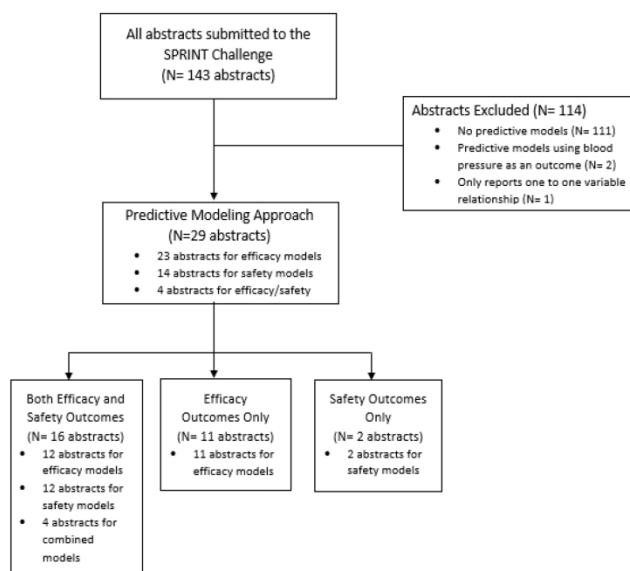 All abstracts submitted to the
SPRINT Challenge
(N= 143 abstracts)
Abstracts Excluded (N= 114)
• No predictive models (N= 111)
• Predictive models using blood
pressure as an outcome (N= 2)
• Only reports one to one variable
relationship (N= 1)
Predictive Modeling Approach
(N=29 abstracts)
• 23 abstracts for efficacy models
• 14 abstracts for safety models
• 4 abstracts for efficacy/safety
Both Efficacy and
Safety Outcomes
(N= 16 abstracts)
• 12 abstracts for
efficacy models
• 12 abstracts for
safety models
• 4 abstracts for
combined
models
Efficacy
Outcomes Only
(N= 11 abstracts)
• 11 abstracts for
efficacy models
Safety Outcomes
Only
(N= 2 abstracts)
• 2 abstracts for
safety models